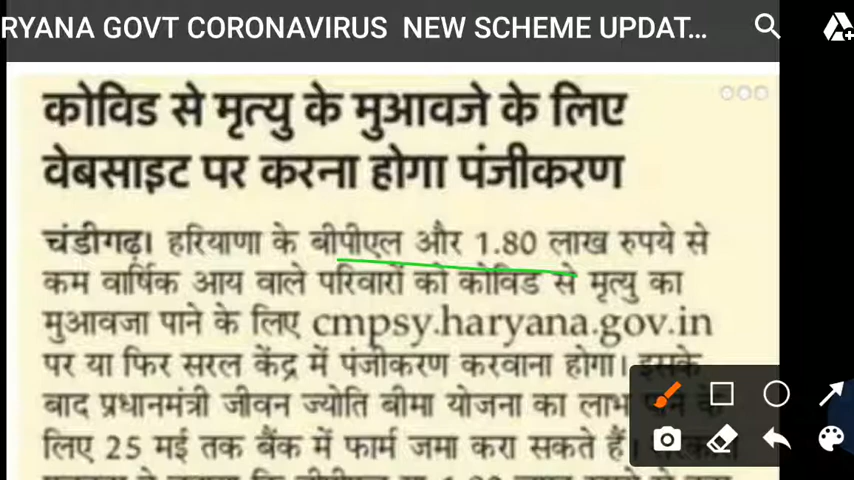 RYANA GOVT CORONAVIRUS NEW SCHEME UPDAT...
कोविड से मृत्यु के मुआवजे के लिए
वेबसाइट पर करना होगा पंजीकरण
चंडीगढ़। हरियाणा के बीपीएल और 1.80 लाख रुपये से
कम वार्षिक आय वाले परिवारों को कोविड से मृत्यु का
मुआवजा पाने के लिए cmpsy.haryana.gov.in
पर या फिर सरल केंद्र में पंजीकरण करवाना होगा। इसके
बाद प्रधानमंत्री जीवन ज्योति बीमा योजना का लाभ पाने के
लिए 25 मई तक बैंक में फार्म जमा करा सकते हैं।